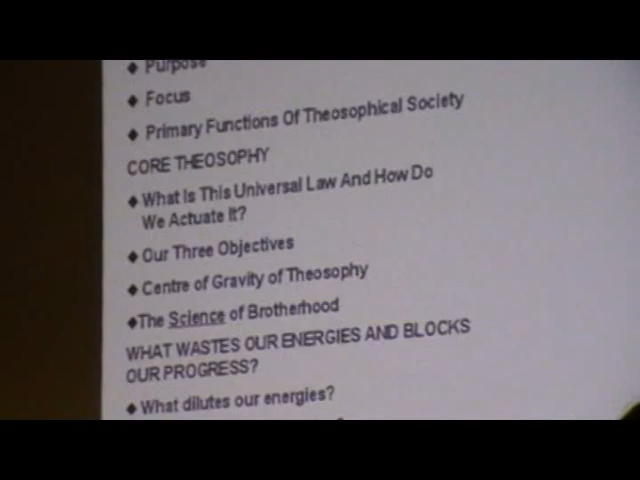 ◆ Purpose
◆ Focus
◆ Primary Functions Of Theosophical Society
CORE THEOSOPHY
◆ What Is This Universal Law And How Do
We Actuate It?
◆ Our Three Objectives
◆ Centre of Gravity of Theosophy
◆The Science of Brotherhood
WHAT WASTES OUR ENERGIES AND BLOCKS
OUR PROGRESS?
◆ What dilutes our energies?